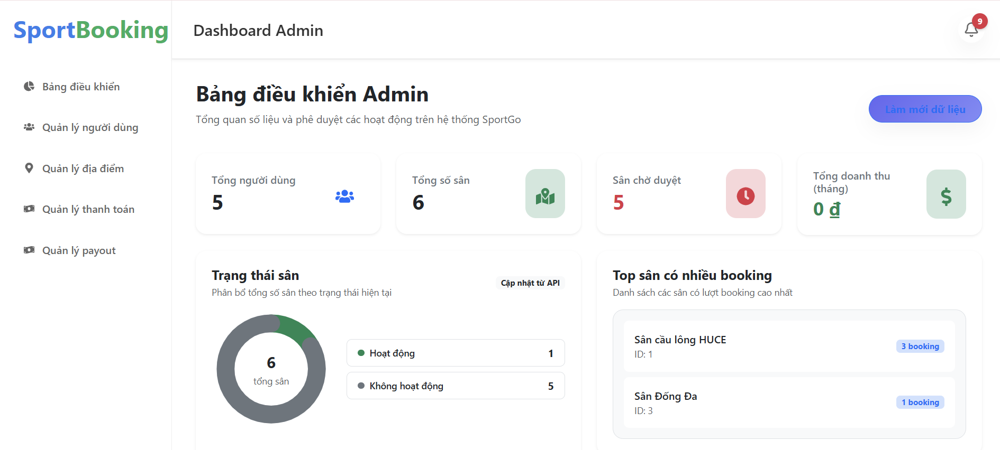 SportBooking
Bảng điều khiển
Quản lý người dùng
Quản lý địa điểm
Quản lý thanh toán
Quản lý payout
Dashboard Admin
9
Bảng điều khiển Admin
Tổng quan số liệu và phê duyệt các hoạt động trên hệ thống SportGo
Làm mới dữ liệu
Tổng người dùng
5
Tổng số sân
6
Sân chờ duyệt
5
Tổng doanh thu
(tháng)
0 ₫
$
Trạng thái sân
Phân bổ tổng số sân theo trạng thái hiện tại
Cập nhật từ API
6
tổng sân
Hoạt động 1
Không hoạt động 5
Top sân có nhiều booking
Danh sách các sân có lượt booking cao nhất
Sân cầu lông HUCE
ID: 1
3 booking
Sân Đống Đa
ID: 3
1 booking